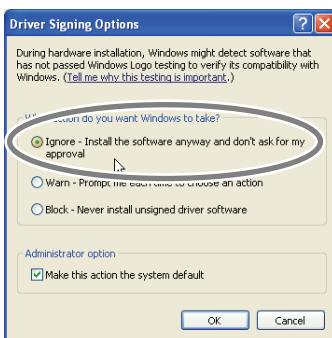 Driver Signing Options
During hardware installation, Windows might detect software that
has not passed Windows Logo testing to verify its compatibility with
Windows. (Tell me why this testing is important.)
What action do you want Windows to take?
Ignore - Install the software anyway and don't ask for my
approval
Warn - Prompt me each time to choose an action
Block - Never install unsigned driver software
Administrator option
Make this action the system default
OK
Cancel